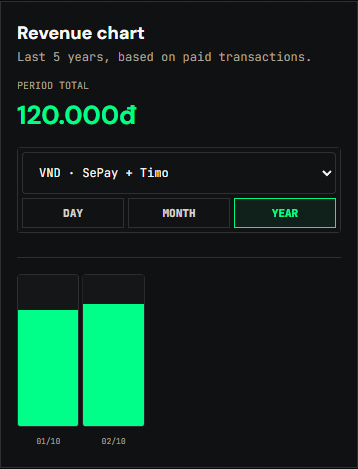 Revenue chart
Last 5 years, based on paid transactions.
PERIOD TOTAL
120.000đ
VND · SePay + Timo
DAY MONTH YEAR
01/10 02/10